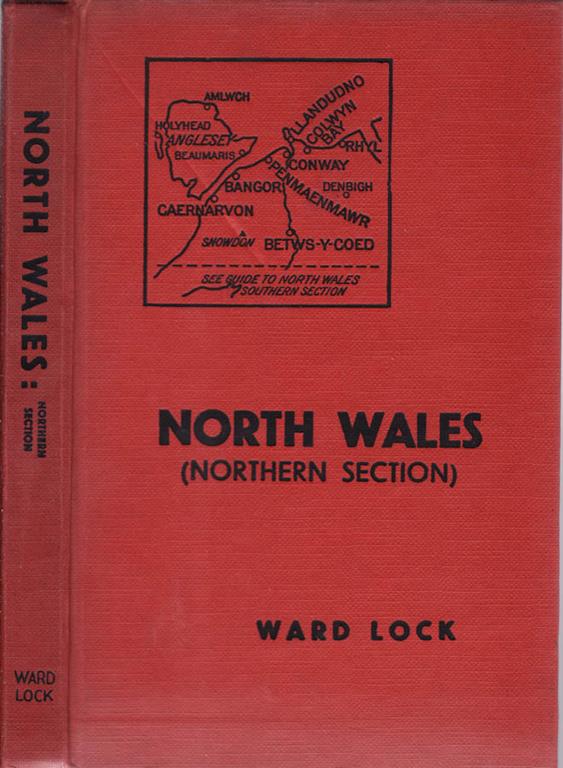 NORTH WALES:
NORTHERN
SECTION
WARD
LOCK
AMLWCH
LLANDUDNO
COLWYN
BAY
HOLYHEAD
ANGLESEY
RHYL
BEAUMARIS
CONWAY
PENMAENMAWR
BANGOR
DENBIGH
CAERNARVON
SNOWDON
BETWS-Y-COED
SEE GUIDE TO NORTH WALES
SOUTHERN SECTION
NORTH WALES
(NORTHERN SECTION)
WARD LOCK